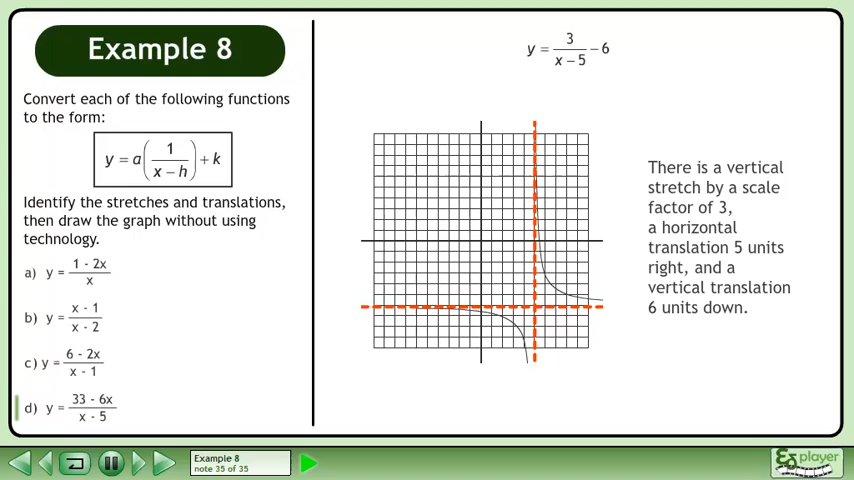 Example 8
Convert each of the following functions
to the form:
y = a(1/(x – h)) + k
Identify the stretches and translations,
then draw the graph without using
technology.
a) y = (1 - 2x)/x
b) y = (x - 1)/(x - 2)
c) y = (6 - 2x)/(x - 1)
d) y = (33 - 6x)/(x - 5)
y = 3/(x – 5) – 6
There is a vertical
stretch by a scale
factor of 3,
a horizontal
translation 5 units
right, and a
vertical translation
6 units down.
Example 8
note 35 of 35
player